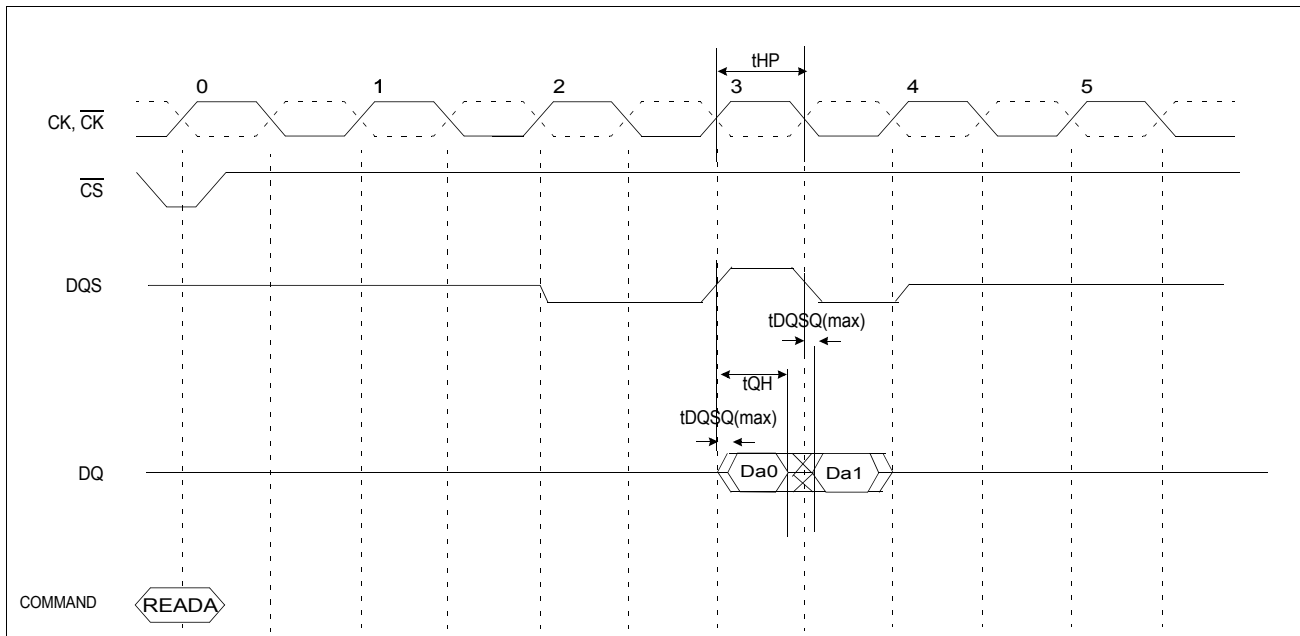 tHP
0 1 2 3 4 5
CK, CK
CS
DQS
tDQSQ(max)
tQH
tDQSQ(max)
DQ
Da0 Da1
COMMAND
READA